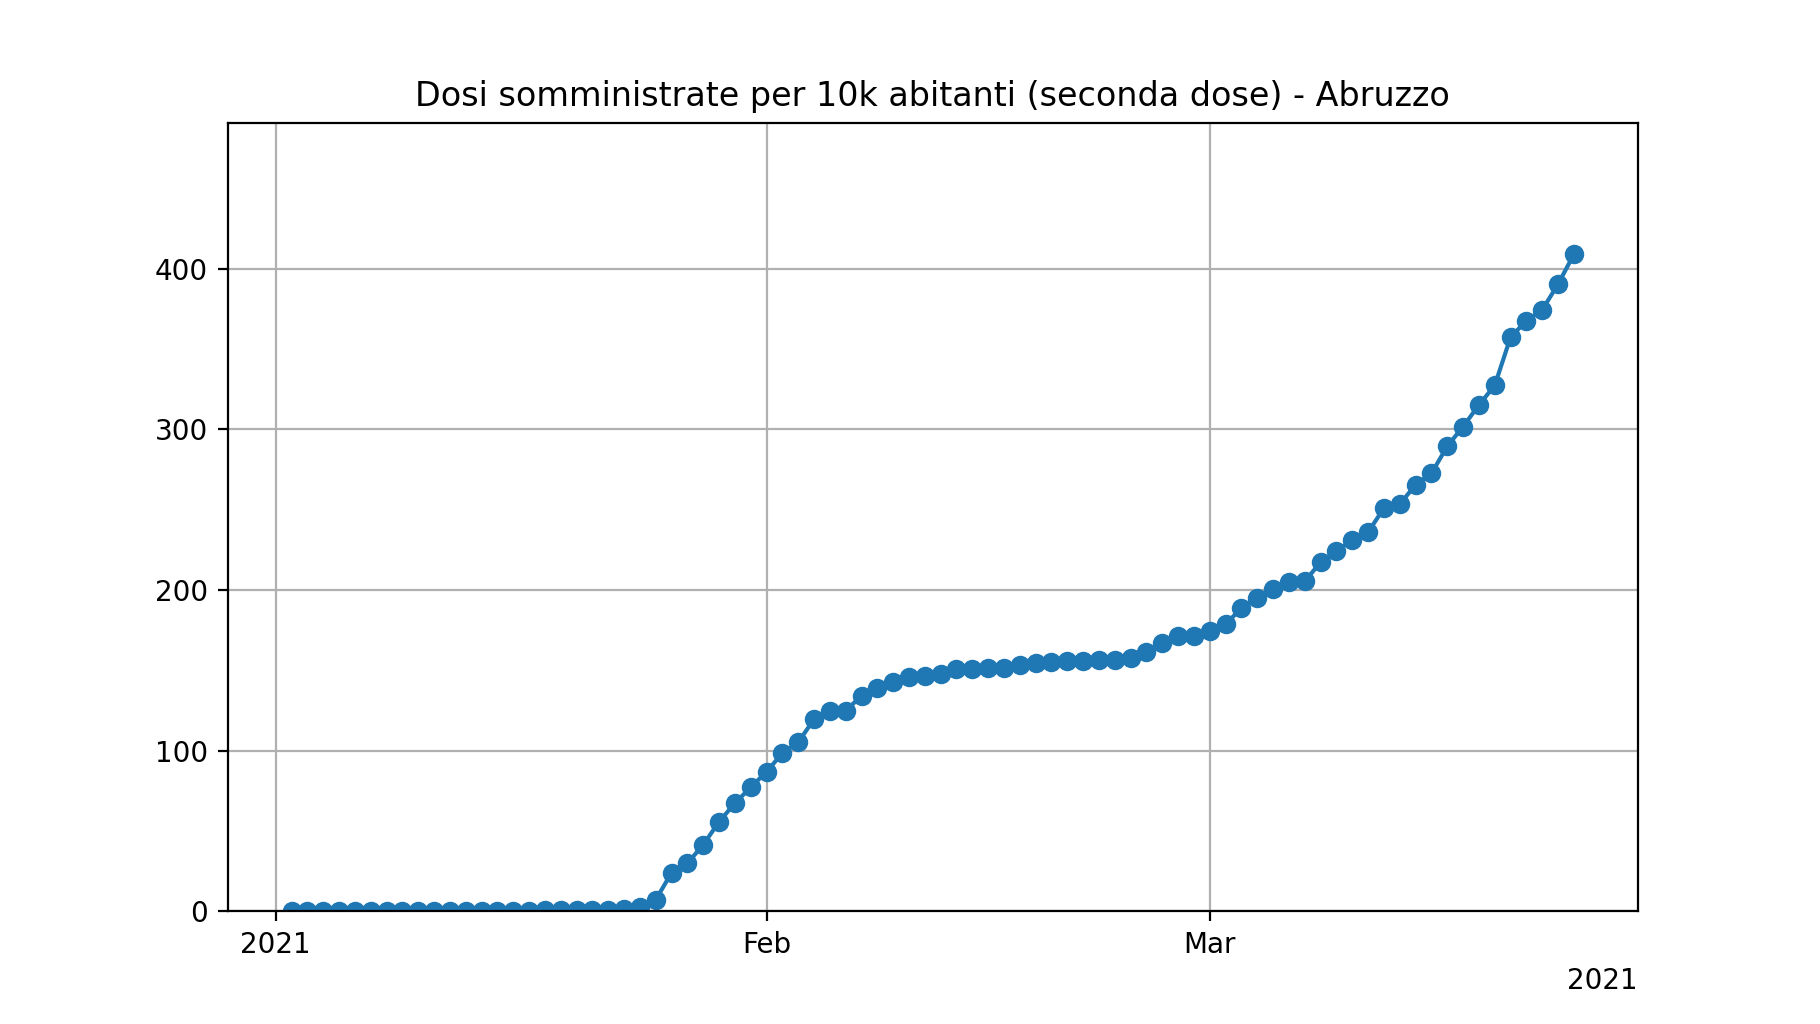 Dosi somministrate per 10k abitanti (seconda dose) - Abruzzo
400
300
200
100
0
2021
Feb
Mar
2021